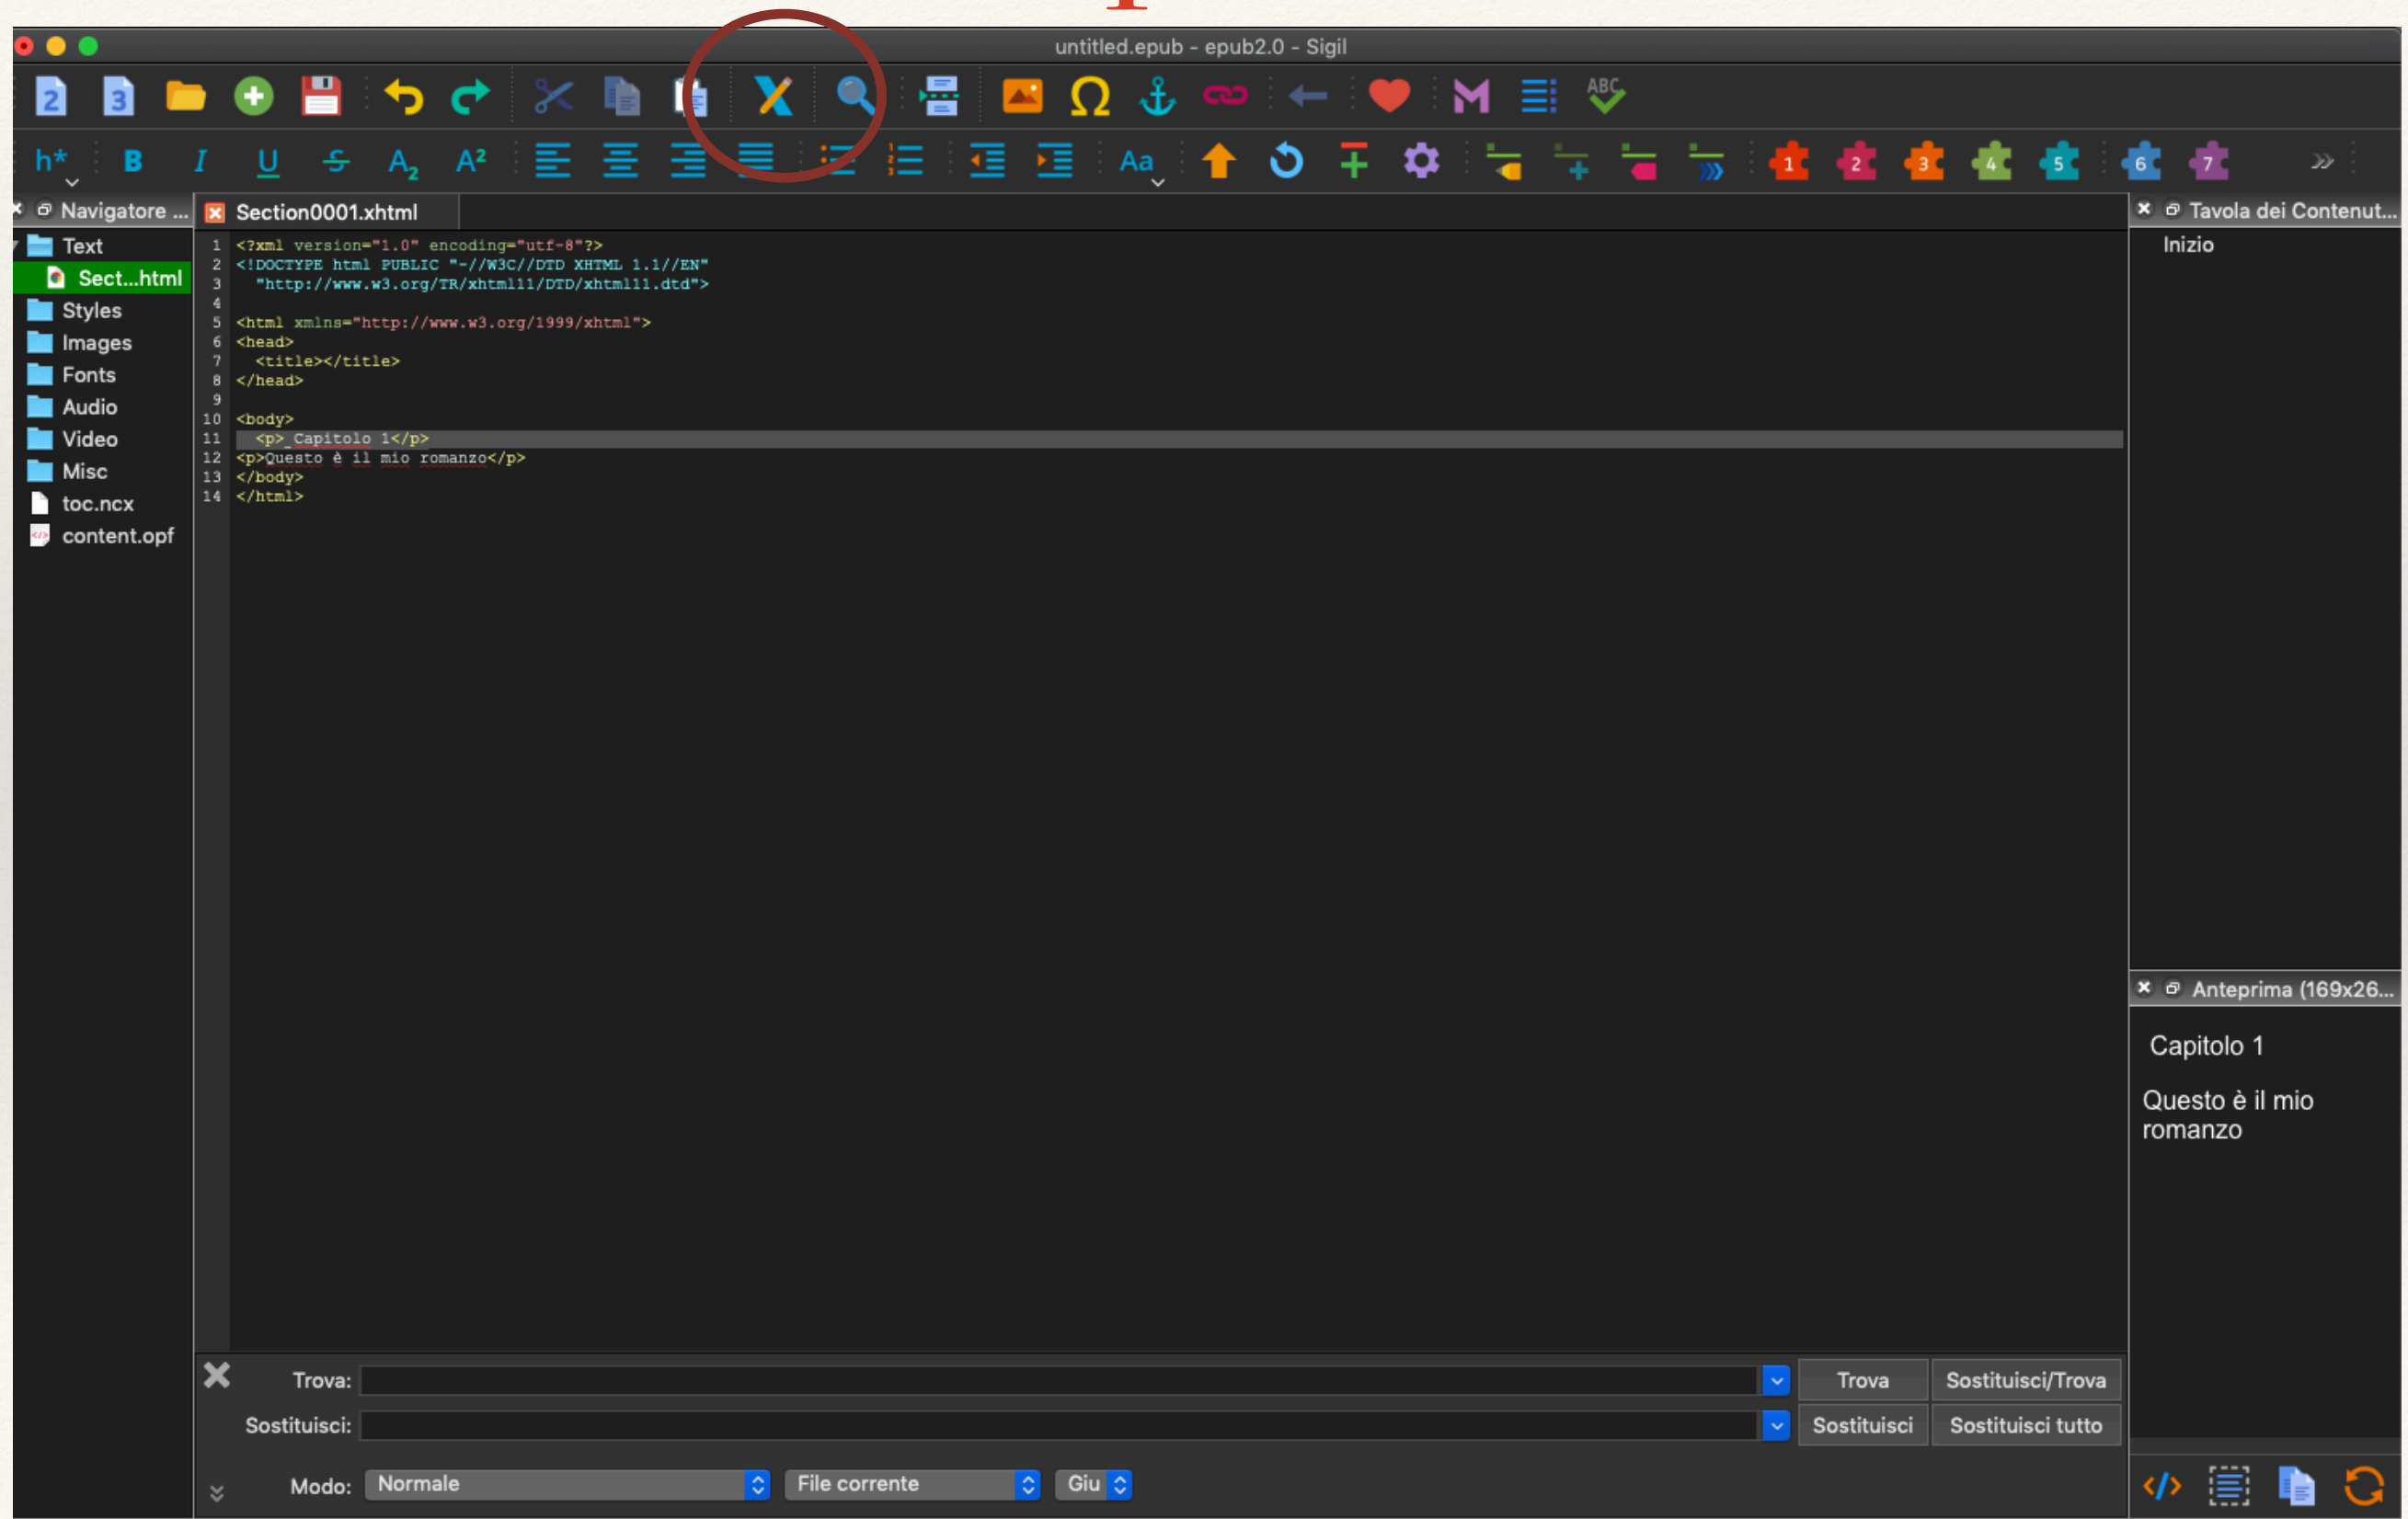 untitled.epub - epub2.0 - Sigil
2 3 Ω M ABC
h* B I U S A2 A² Aa 1 2 3 4 5 6 7 »
Navigatore ...
Text
Sect...html
Styles
Images
Fonts
Audio
Video
Misc
toc.ncx
content.opf
Section0001.xhtml
1 <?xml version="1.0" encoding="utf-8"?>
2 <!DOCTYPE html PUBLIC "-//W3C//DTD XHTML 1.1//EN"
3   "http://www.w3.org/TR/xhtml11/DTD/xhtml11.dtd">
4
5 <html xmlns="http://www.w3.org/1999/xhtml">
6 <head>
7   <title></title>
8 </head>
9
10 <body>
11   <p>_Capitolo 1</p>
12 <p>Questo è il mio romanzo</p>
13 </body>
14 </html>
Tavola dei Contenut...
Inizio
Anteprima (169x26...
Capitolo 1
Questo è il mio
romanzo
Trova: Trova Sostituisci/Trova
Sostituisci: Sostituisci Sostituisci tutto
Modo: Normale File corrente Giu
</>